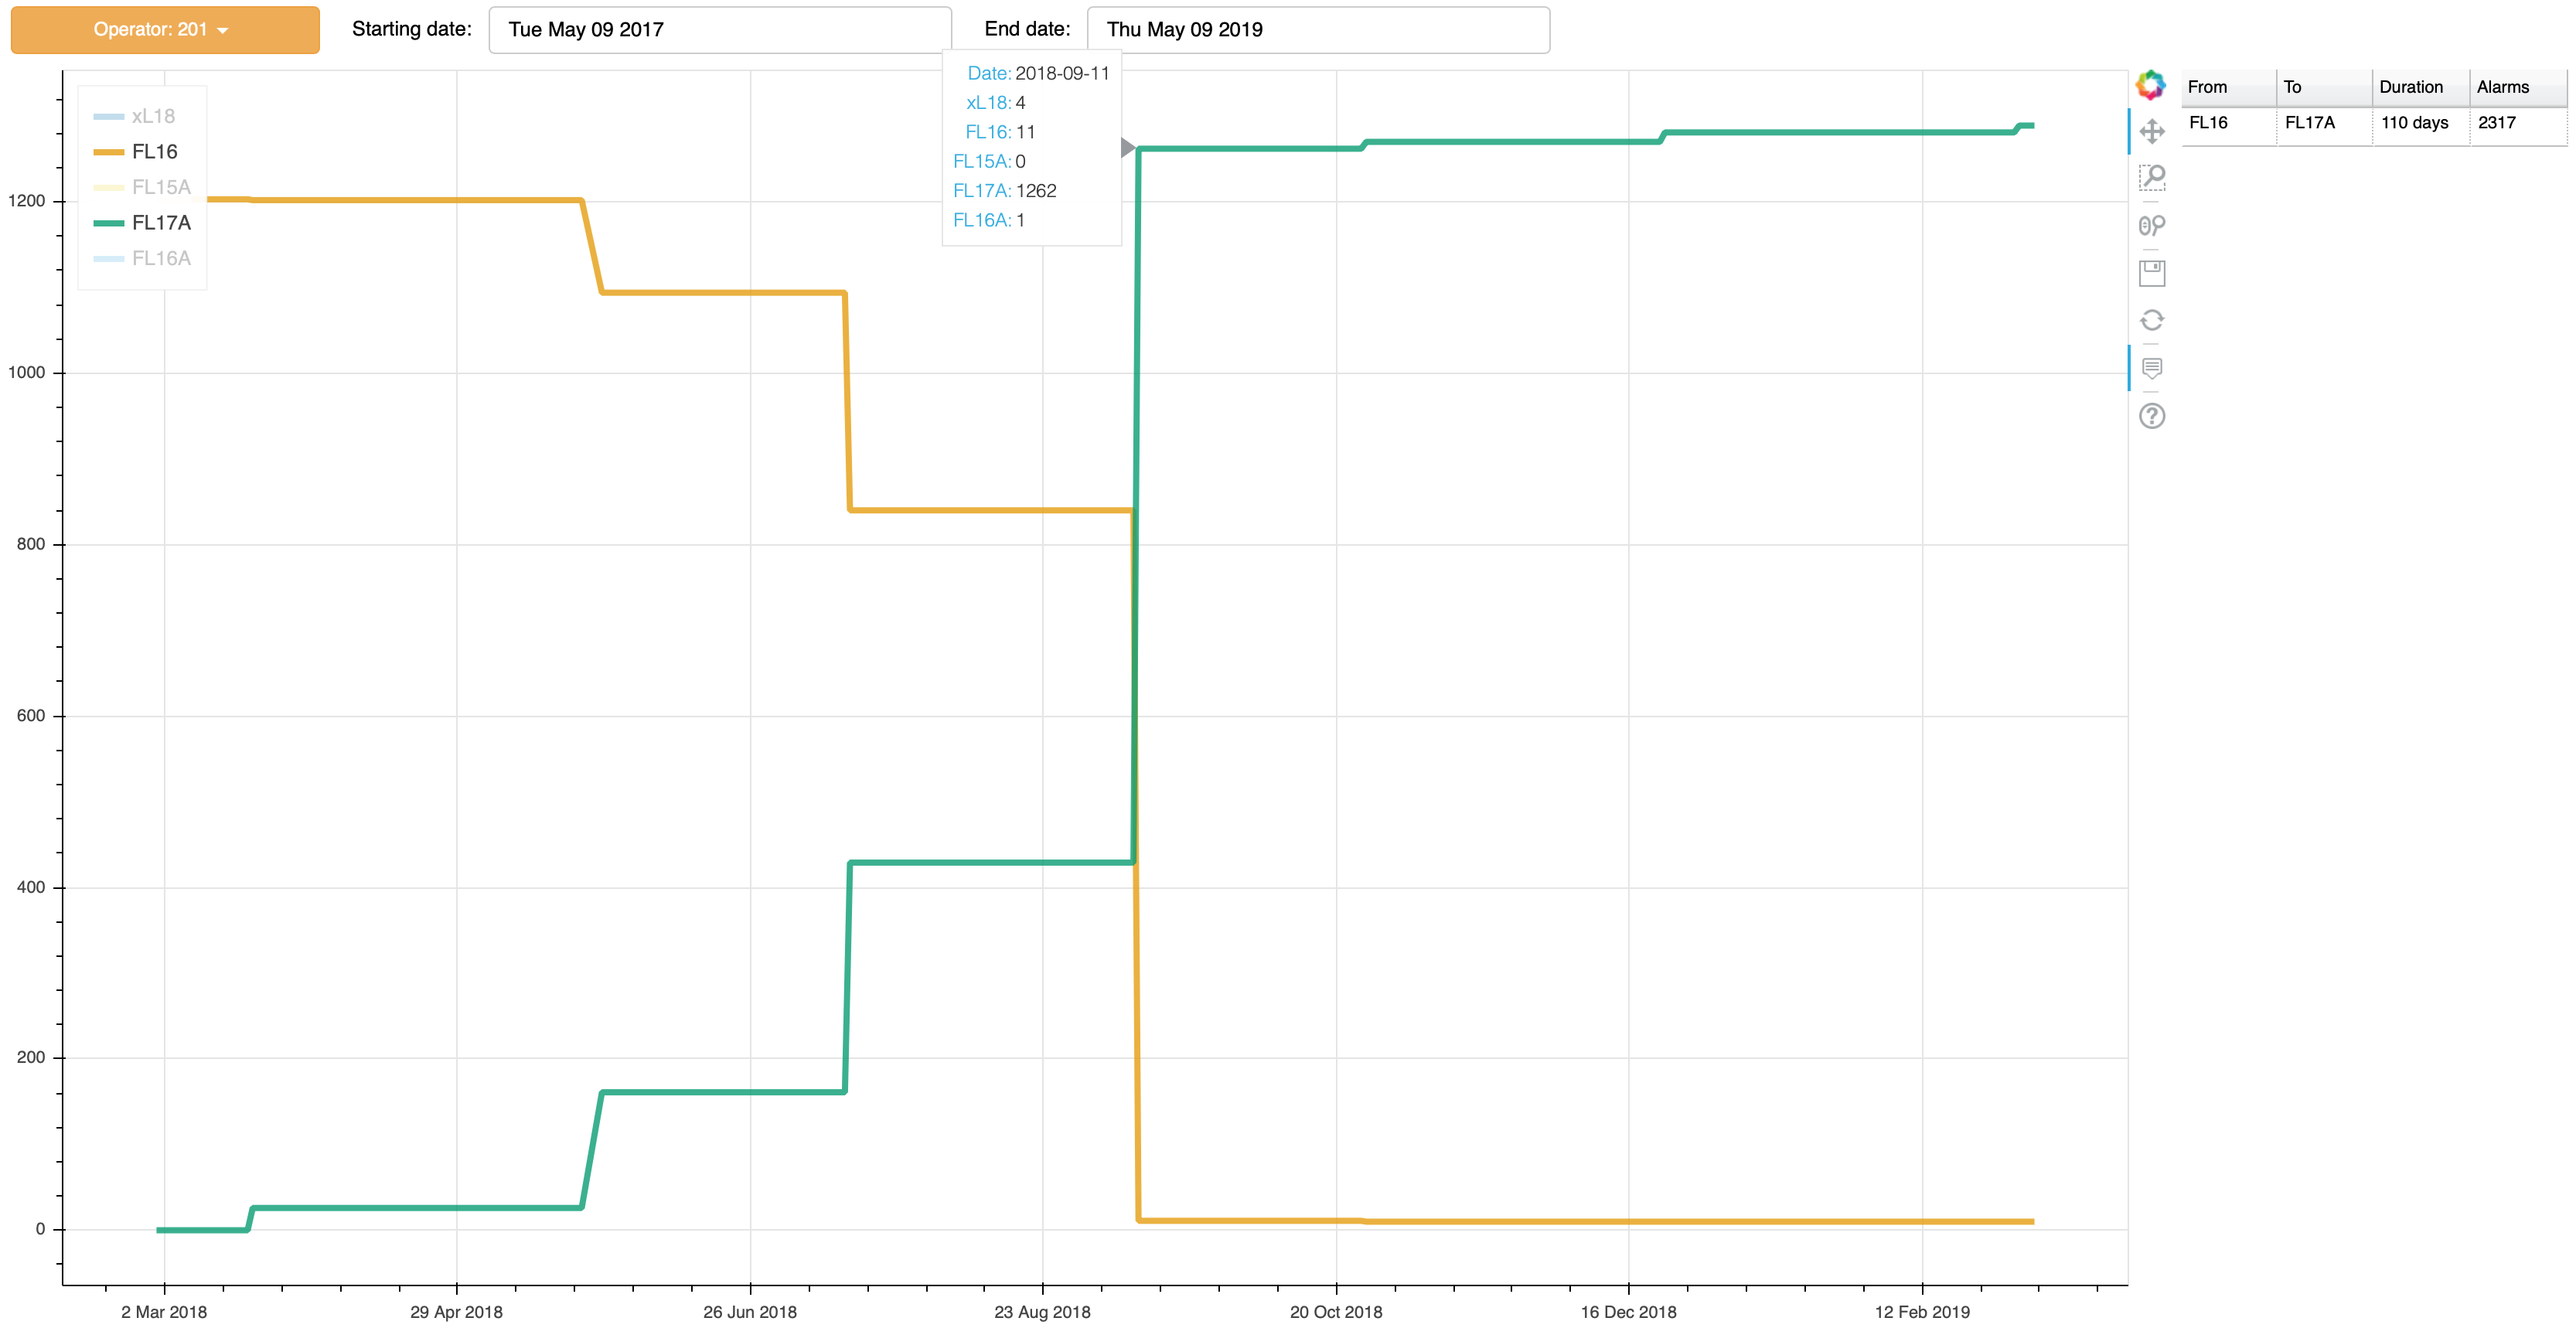 Operator: 201
Starting date:
Tue May 09 2017
End date:
Thu May 09 2019
Date: 2018-09-11
xL18: 4
FL16: 11
FL15A: 0
FL17A: 1262
FL16A: 1
xL18
FL16
FL15A
FL17A
FL16A
From To Duration Alarms
FL16 FL17A 110 days 2317
1200
1000
800
600
400
200
0
2 Mar 2018
29 Apr 2018
26 Jun 2018
23 Aug 2018
20 Oct 2018
16 Dec 2018
12 Feb 2019